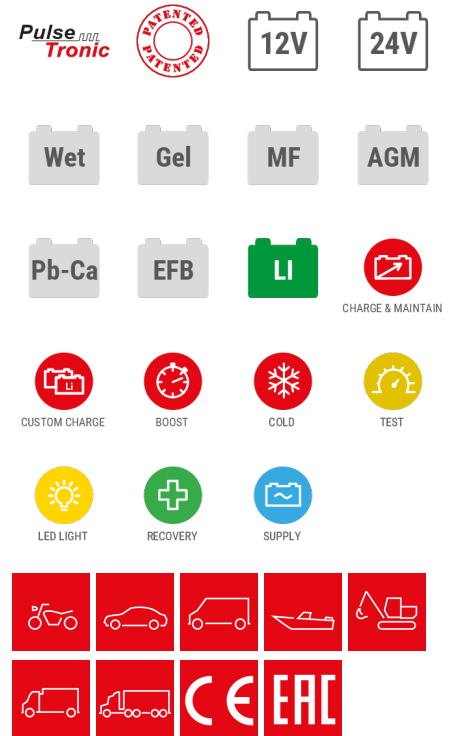 Pulse
Tronic
PATENTED
PATENTED
12V
24V
Wet
Gel
MF
AGM
Pb-Ca
EFB
LI
CHARGE & MAINTAIN
Li
CUSTOM CHARGE
BOOST
COLD
TEST
LED LIGHT
RECOVERY
SUPPLY
CE
EAC